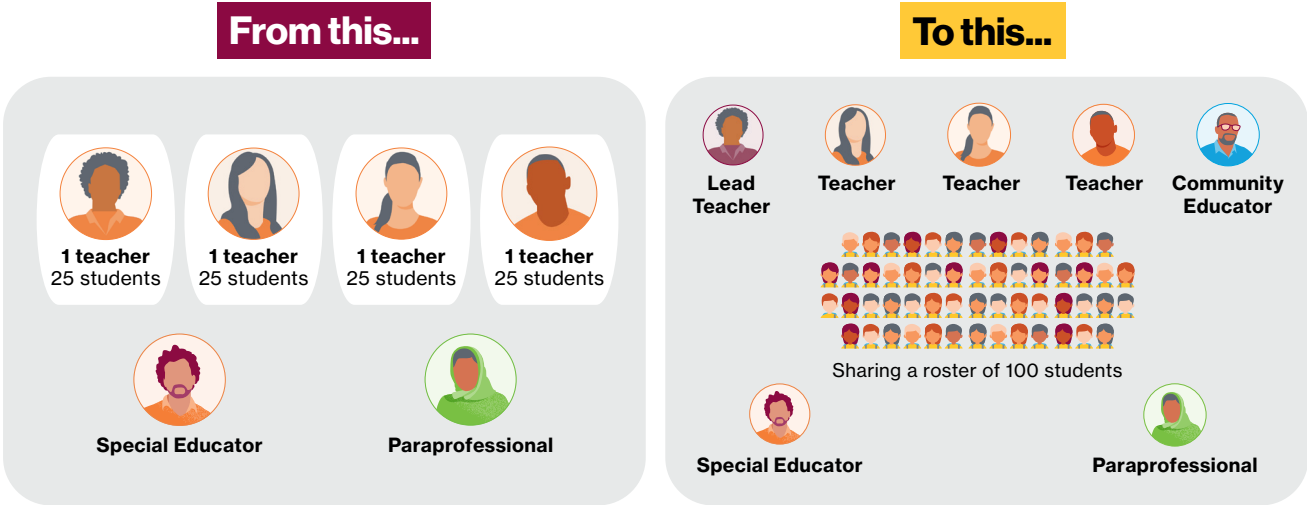 From this...
1 teacher
25 students
1 teacher
25 students
1 teacher
25 students
1 teacher
25 students
Special Educator
Paraprofessional
To this...
Lead
Teacher
Teacher
Teacher
Teacher
Community
Educator
Sharing a roster of 100 students
Special Educator
Paraprofessional